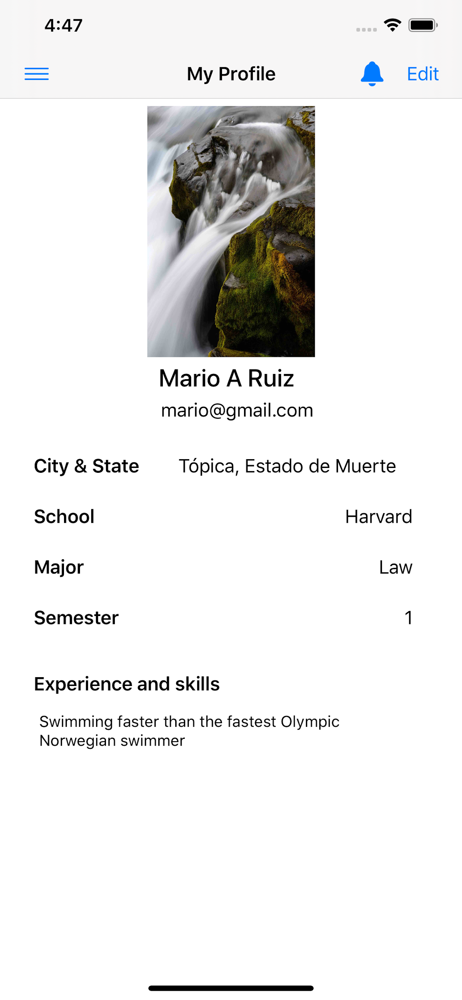 4:47
My Profile
Edit
Mario A Ruiz
mario@gmail.com
City & State Tópica, Estado de Muerte
School Harvard
Major Law
Semester 1
Experience and skills
Swimming faster than the fastest Olympic
Norwegian swimmer